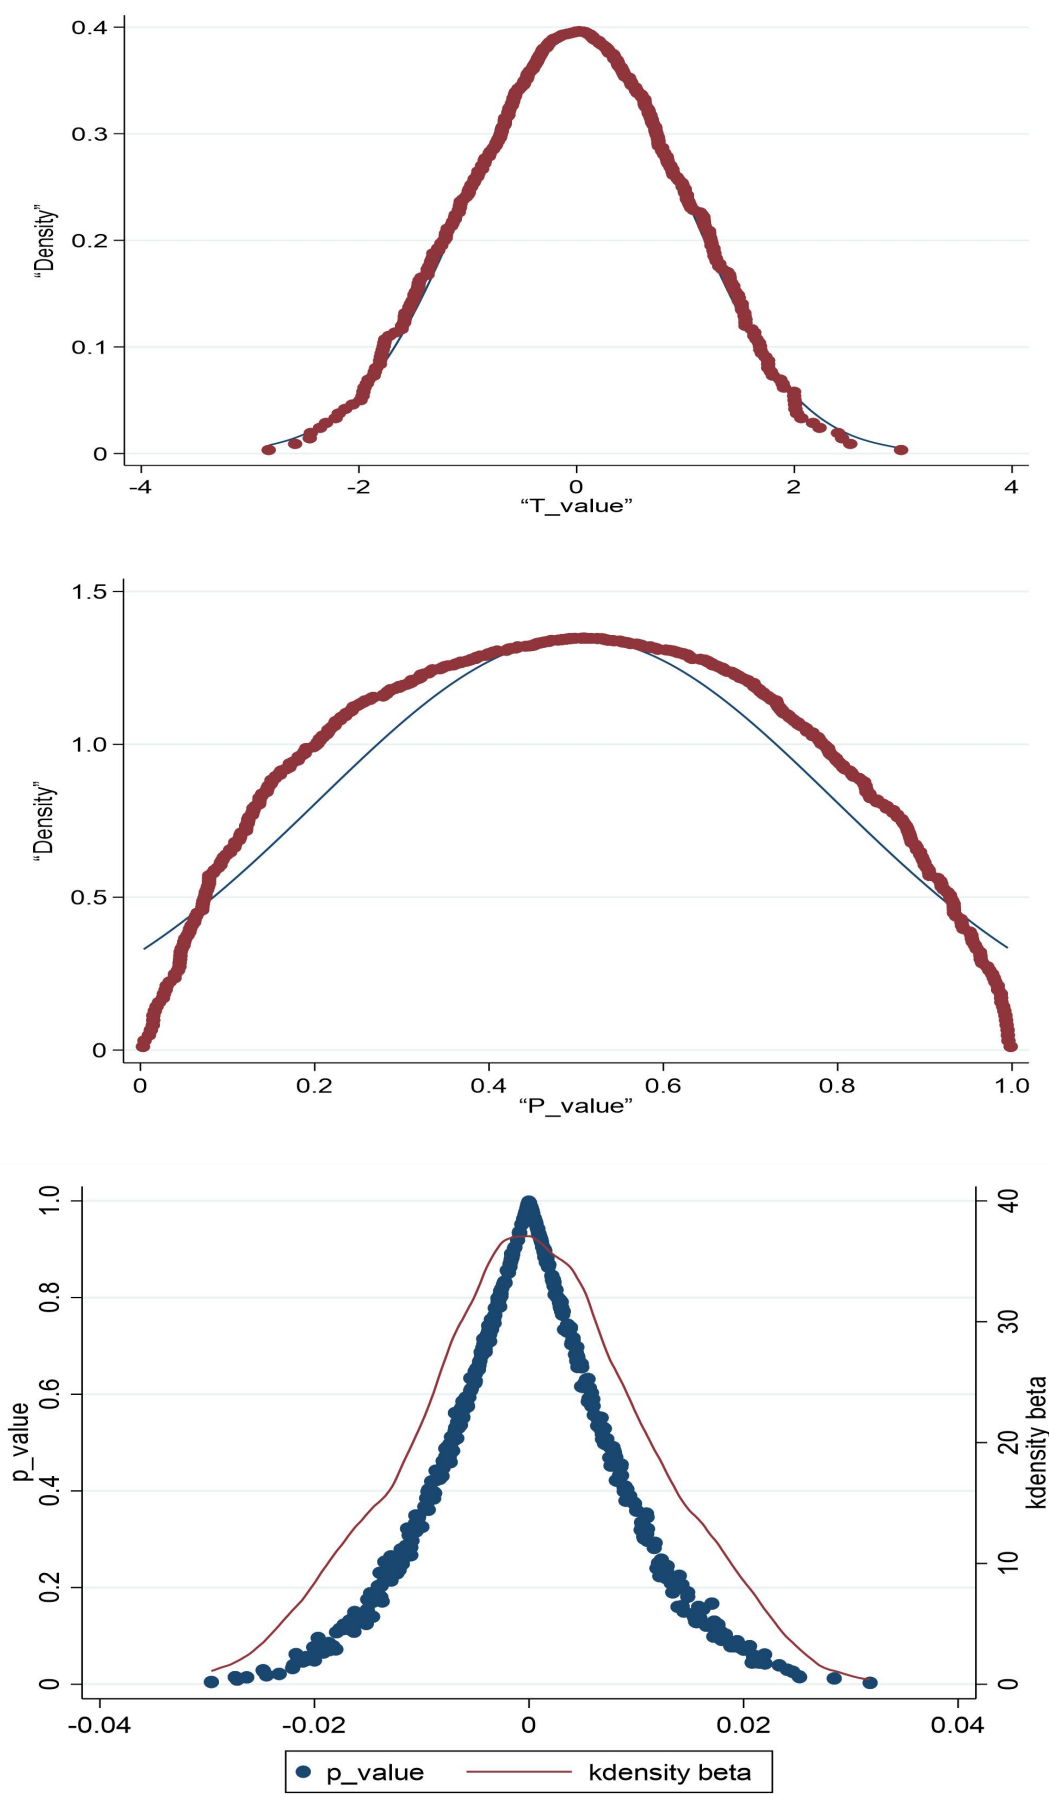 0.4
0.3
0.2
0.1
0
“Density”
-4 -2 0 2 4
“T_value”
1.5
1.0
0.5
0
“Density”
0 0.2 0.4 0.6 0.8 1.0
“P_value”
1.0
0.8
0.6
0.4
0.2
0
p_value
40
30
20
10
0
kdensity beta
-0.04 -0.02 0 0.02 0.04
p_value kdensity beta